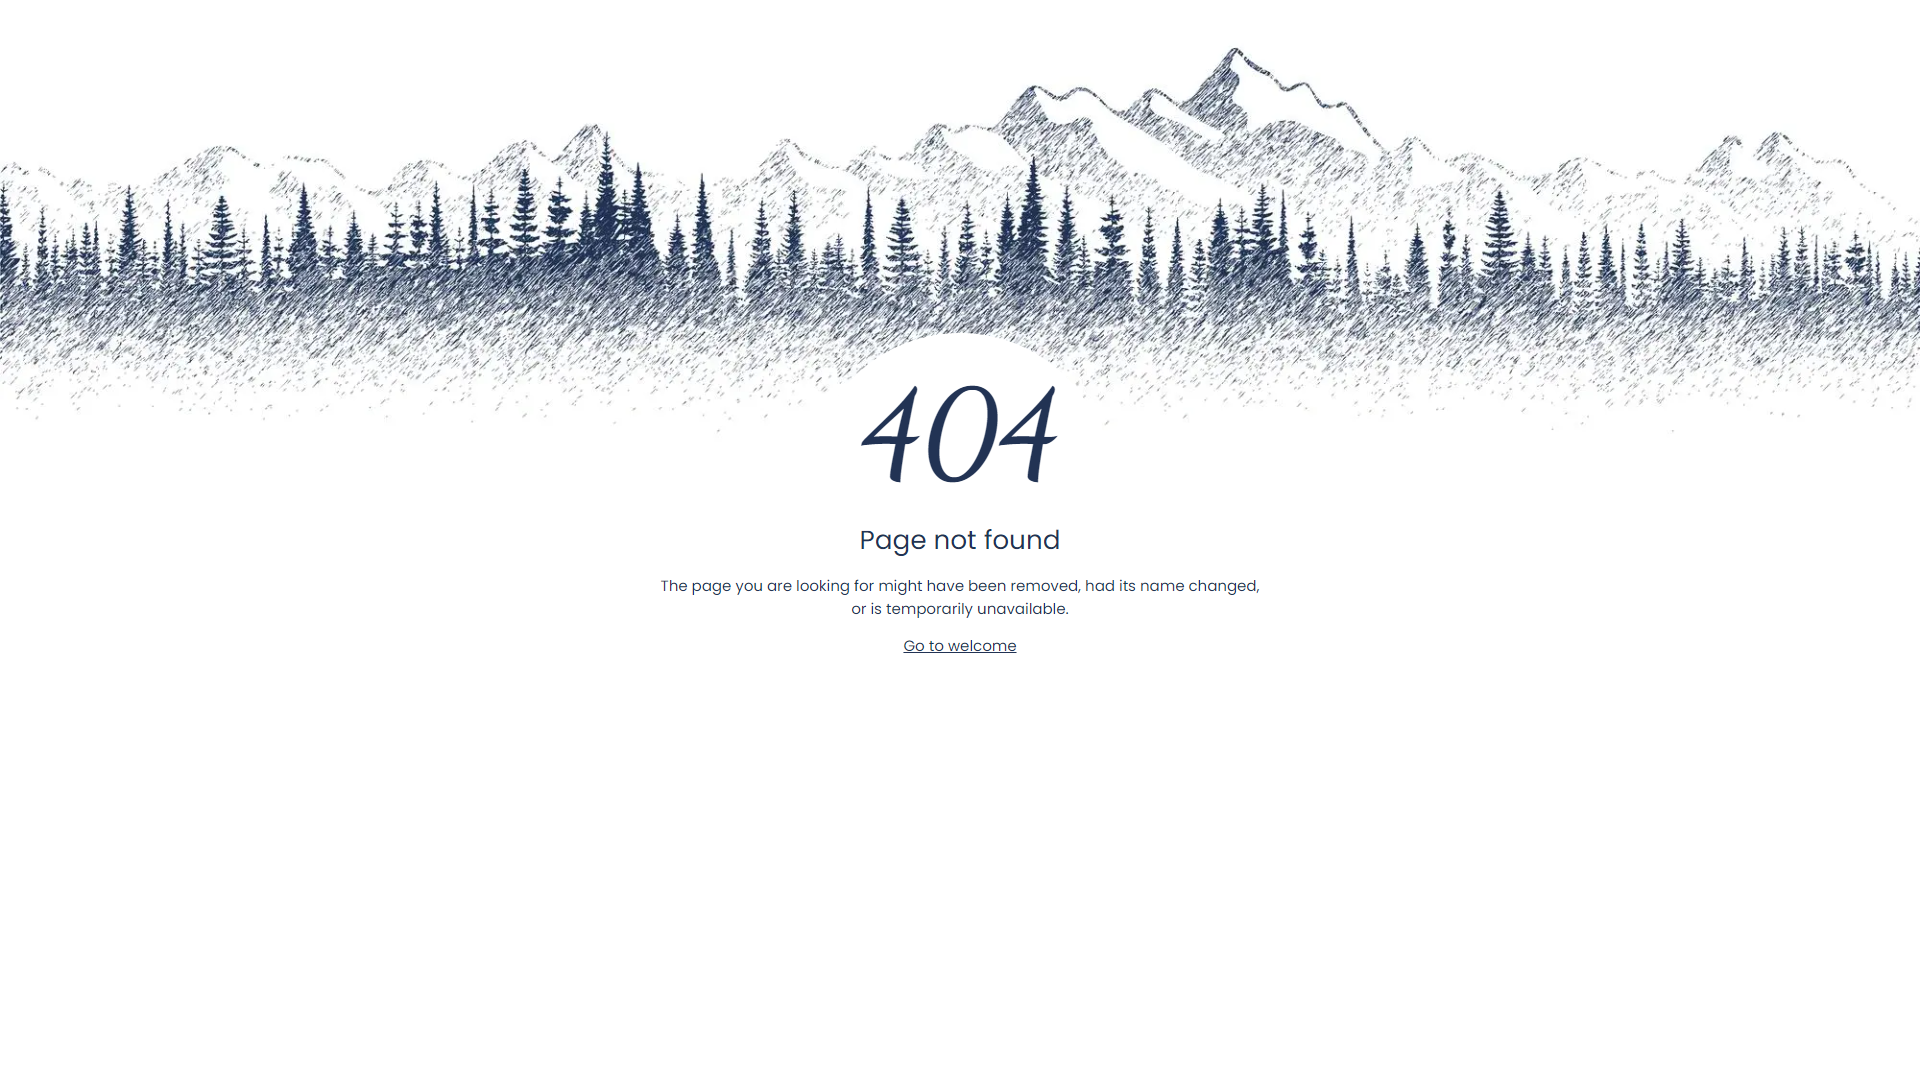 404
Page not found
The page you are looking for might have been removed, had its name changed,
or is temporarily unavailable.
Go to welcome